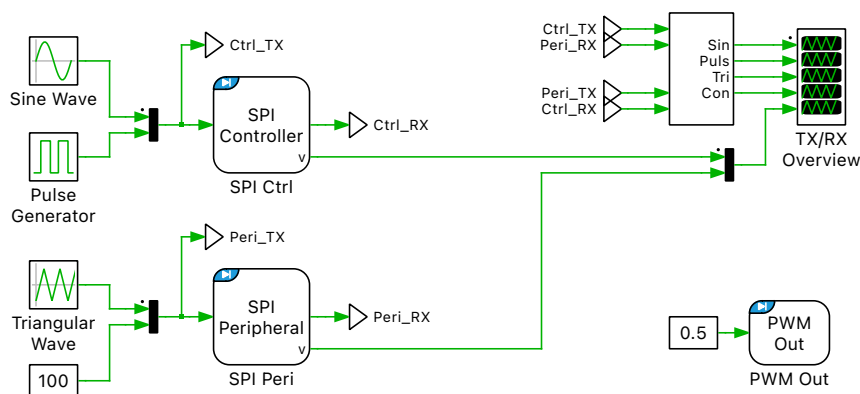 Sine Wave
Pulse
Generator
Ctrl_TX
SPI
Controller
v
SPI Ctrl
Ctrl_RX
Ctrl_TX
Peri_RX
Peri_TX
Ctrl_RX
Sin
Puls
Tri
Con
TX/RX
Overview
Triangular
Wave
100
Peri_TX
SPI
Peripheral
v
SPI Peri
Peri_RX
0.5
PWM
Out
PWM Out